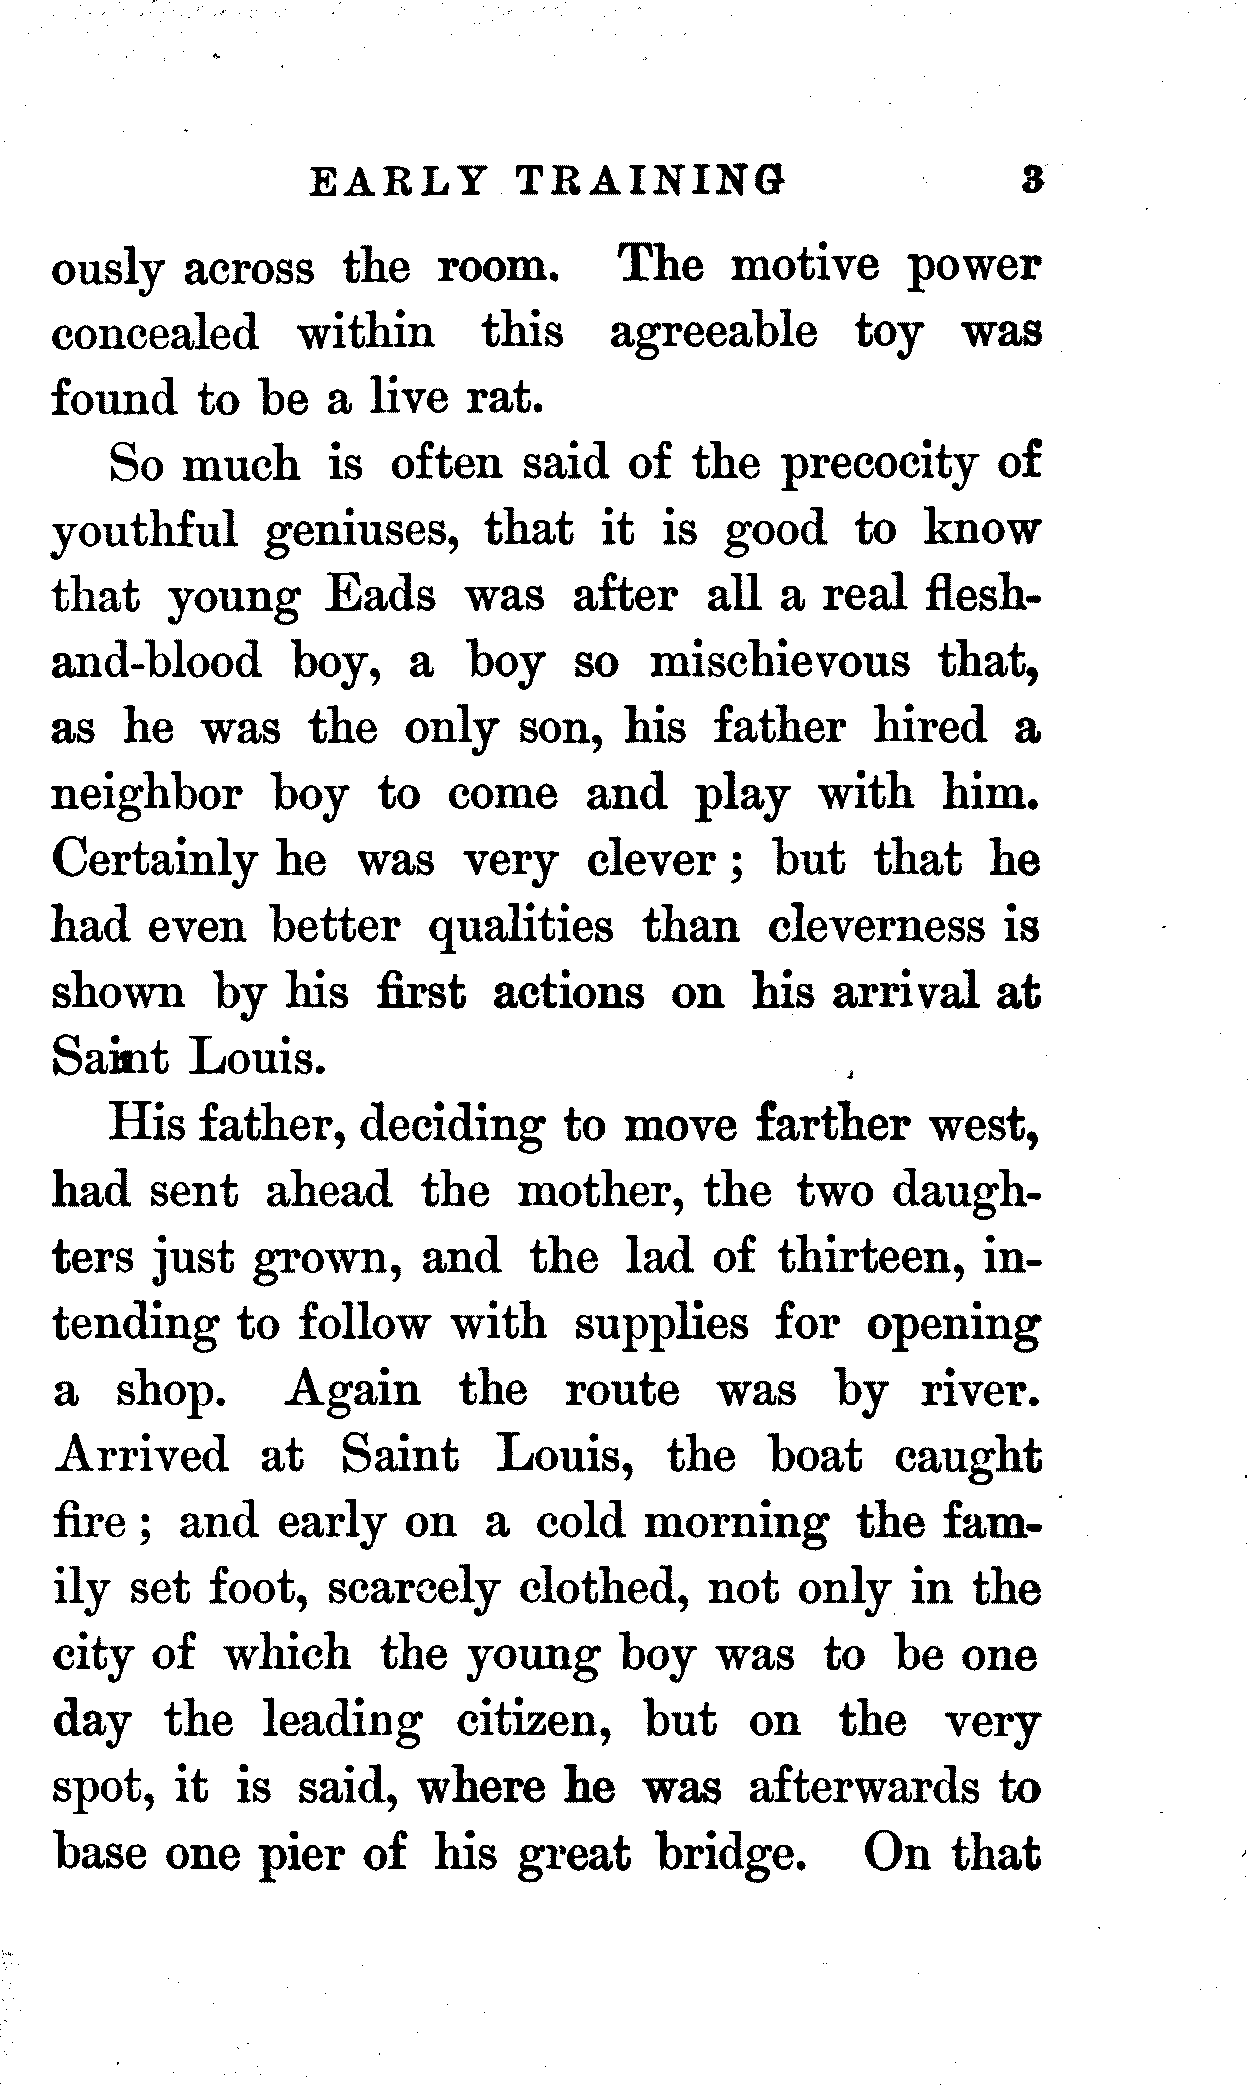 EARLY TRAINING 3
ously across the room. The motive power
concealed within this agreeable toy was
found to be a live rat.
So much is often said of the precocity of
youthful geniuses, that it is good to know
that young Eads was after all a real flesh-
and-blood boy, a boy so mischievous that,
as he was the only son, his father hired a
neighbor boy to come and play with him.
Certainly he was very clever ; but that he
had even better qualities than cleverness is
shown by his first actions on his arrival at
Saint Louis.
His father, deciding to move farther west,
had sent ahead the mother, the two daugh-
ters just grown, and the lad of thirteen, in-
tending to follow with supplies for opening
a shop. Again the route was by river.
Arrived at Saint Louis, the boat caught
fire ; and early on a cold morning the fam-
ily set foot, scarcely clothed, not only in the
city of which the young boy was to be one
day the leading citizen, but on the very
spot, it is said, where he was afterwards to
base one pier of his great bridge. On that